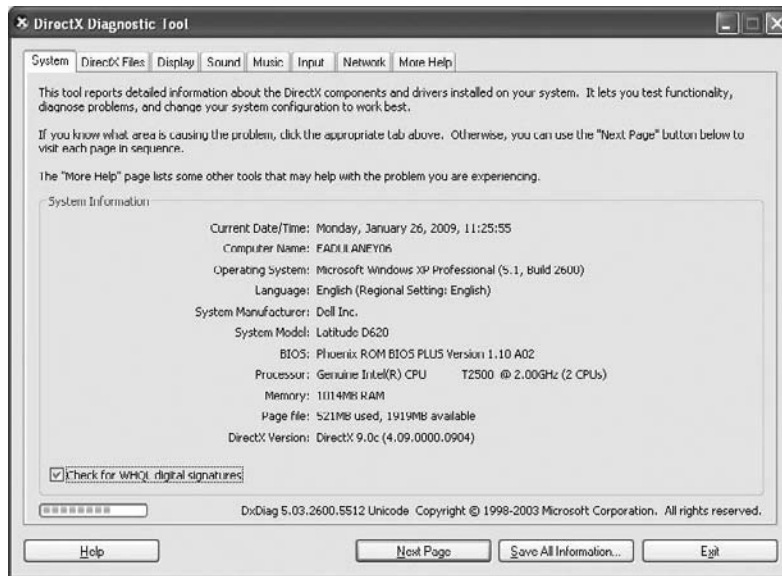 DirectX Diagnostic Tool
System DirectX Files Display Sound Music Input Network More Help
This tool reports detailed information about the DirectX components and drivers installed on your system. It lets you test functionality,
diagnose problems, and change your system configuration to work best.
If you know what area is causing the problem, click the appropriate tab above. Otherwise, you can use the "Next Page" button below to
visit each page in sequence.
The "More Help" page lists some other tools that may help with the problem you are experiencing.
System Information
Current Date/Time: Monday, January 26, 2009, 11:25:55
Computer Name: EADULANEY06
Operating System: Microsoft Windows XP Professional (5.1, Build 2600)
Language: English (Regional Setting: English)
System Manufacturer: Dell Inc.
System Model: Latitude D620
BIOS: Phoenix ROM BIOS PLUS Version 1.10 A02
Processor: Genuine Intel(R) CPU T2500 @ 2.00GHz (2 CPUs)
Memory: 1014MB RAM
Page file: 521MB used, 1919MB available
DirectX Version: DirectX 9.0c (4.09.0000.0904)
Check for WHQL digital signatures
DxDiag 5.03.2600.5512 Unicode Copyright © 1998-2003 Microsoft Corporation. All rights reserved.
Help Next Page Save All Information... Exit